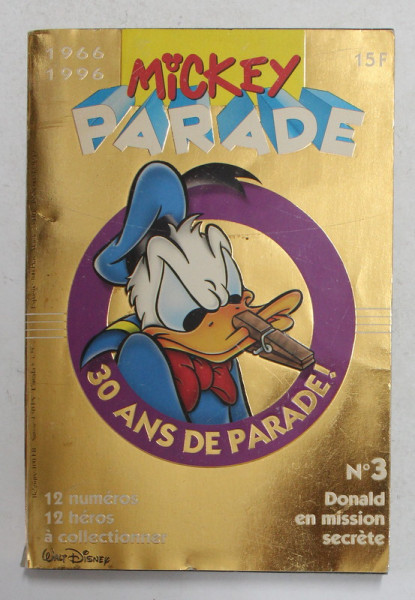 1966
1996
15F
MiCKEY
PARADE
30 ANS DE PARADE!
N°3
12 numéros
12 héros
à collectionner
Donald
en mission
secrète
WALT DISNEY